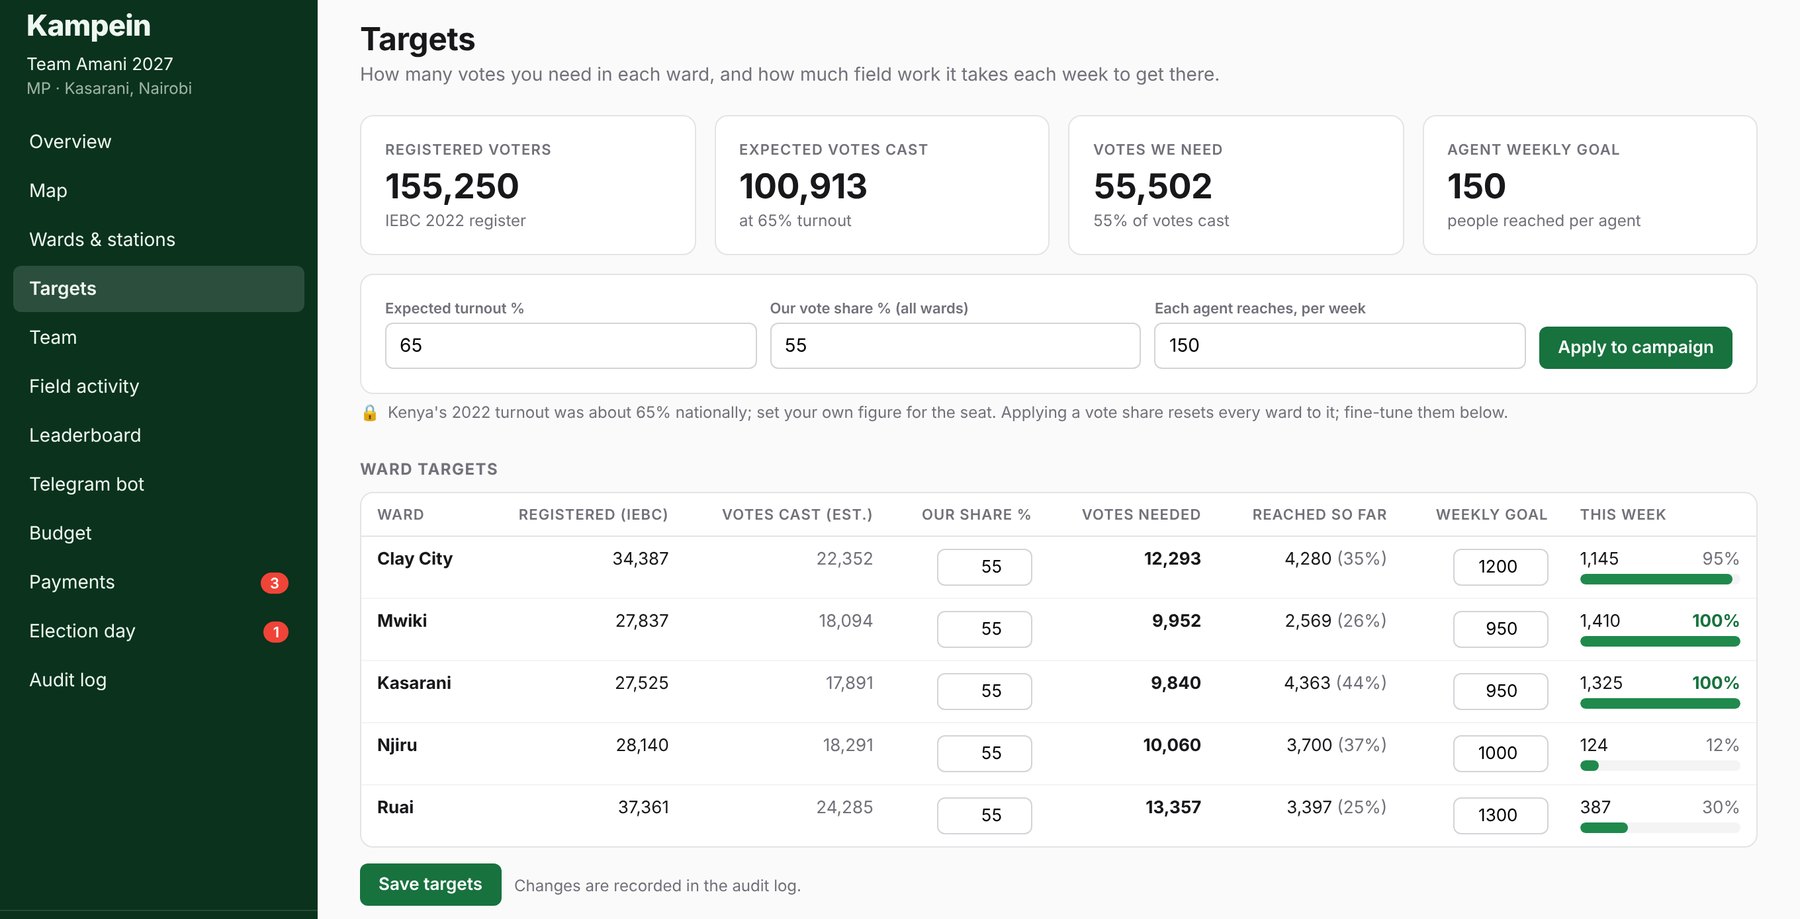 Kampein
Team Amani 2027
MP · Kasarani, Nairobi
Overview
Map
Wards & stations
Targets
Team
Field activity
Leaderboard
Telegram bot
Budget
Payments 3
Election day 1
Audit log
Targets
How many votes you need in each ward, and how much field work it takes each week to get there.
REGISTERED VOTERS
155,250
IEBC 2022 register
EXPECTED VOTES CAST
100,913
at 65% turnout
VOTES WE NEED
55,502
55% of votes cast
AGENT WEEKLY GOAL
150
people reached per agent
Expected turnout %
65
Our vote share % (all wards)
55
Each agent reaches, per week
150
Apply to campaign
🔒 Kenya's 2022 turnout was about 65% nationally; set your own figure for the seat. Applying a vote share resets every ward to it; fine-tune them below.
WARD TARGETS
WARD REGISTERED (IEBC) VOTES CAST (EST.) OUR SHARE % VOTES NEEDED REACHED SO FAR WEEKLY GOAL THIS WEEK
Clay City 34,387 22,352 55 12,293 4,280 (35%) 1200 1,145 95%
Mwiki 27,837 18,094 55 9,952 2,569 (26%) 950 1,410 100%
Kasarani 27,525 17,891 55 9,840 4,363 (44%) 950 1,325 100%
Njiru 28,140 18,291 55 10,060 3,700 (37%) 1000 124 12%
Ruai 37,361 24,285 55 13,357 3,397 (25%) 1300 387 30%
Save targets Changes are recorded in the audit log.